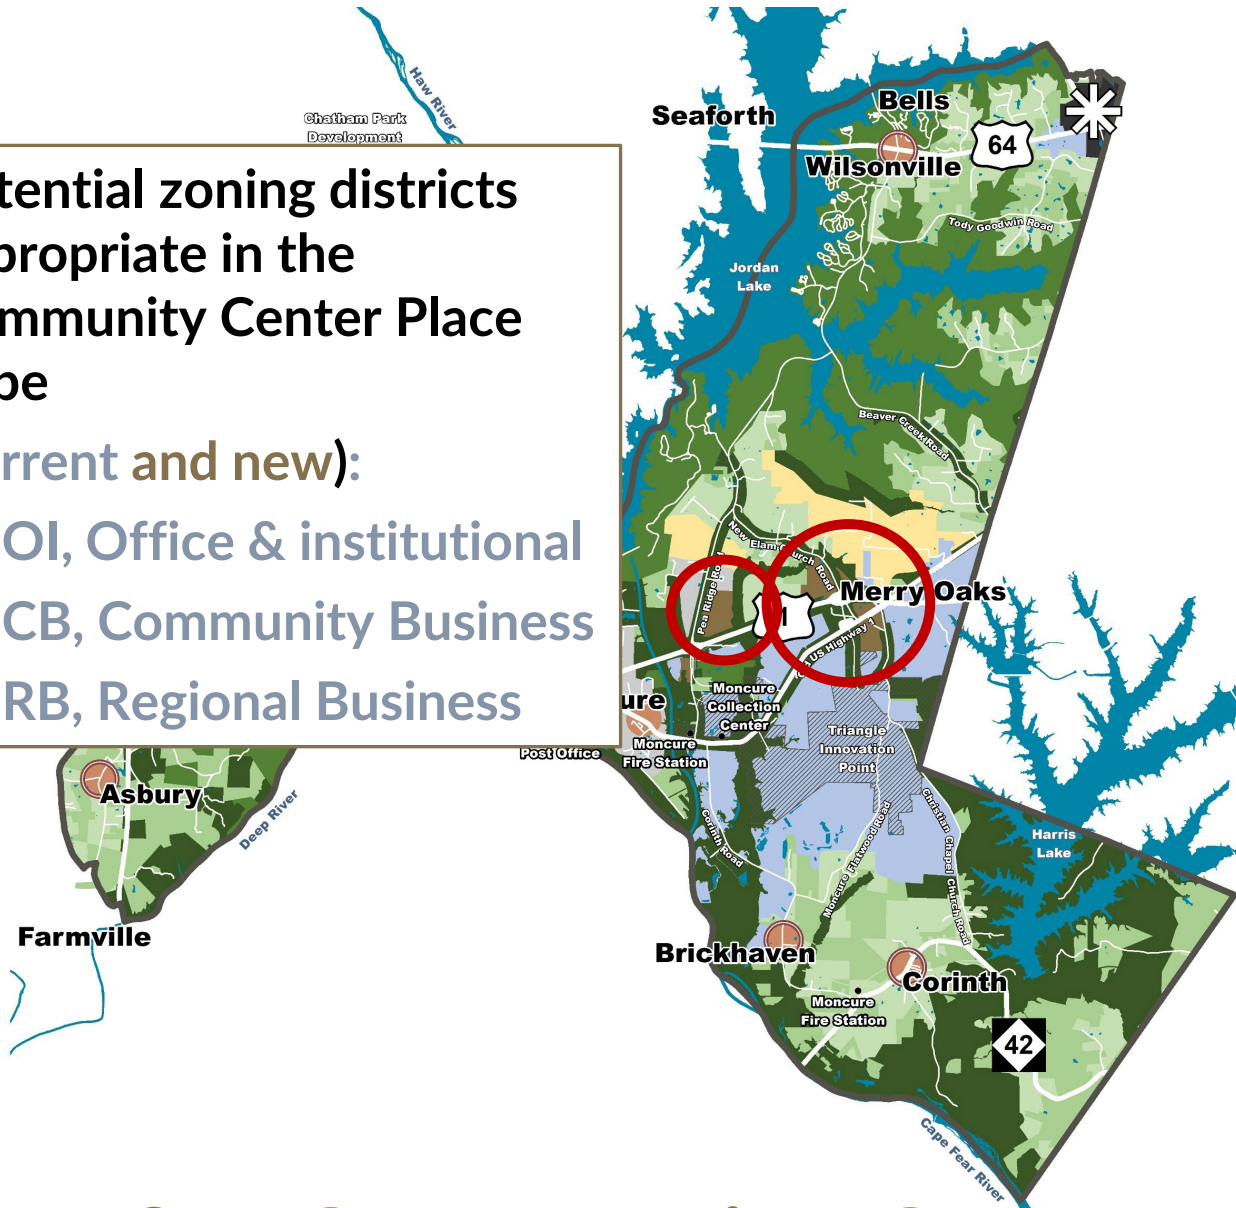 Haw River
Chatham Park
Development
Seaforth
Bells
64
Wilsonville
Tody Goodwin Road
Jordan
Lake
tential zoning districts
propriate in the
mmunity Center Place
pe
rrent and new):
OI, Office & institutional
CB, Community Business
RB, Regional Business
Beaver Creek Road
New Elam Church Road
Pea Ridge Road
1
Merry Oaks
US Highway 1
ure
Moncure
Collection
Center
Triangle
Innovation
Point
Post Office
Moncure
Fire Station
Asbury
Deep River
Corinth Road
Moncure Flatwood Road
Christian Chapel Church Road
Harris
Lake
Farmville
Brickhaven
Corinth
Moncure
Fire Station
42
Cape Fear River